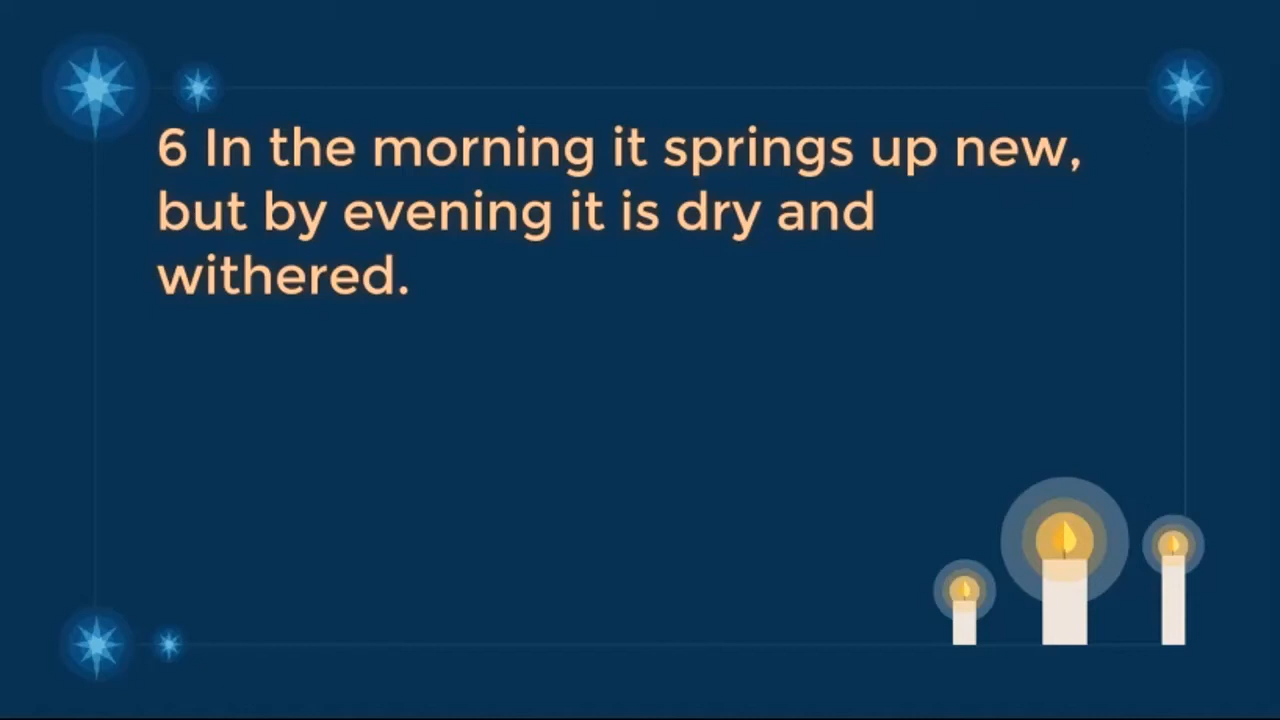 6 In the morning it springs up new,
but by evening it is dry and
withered.